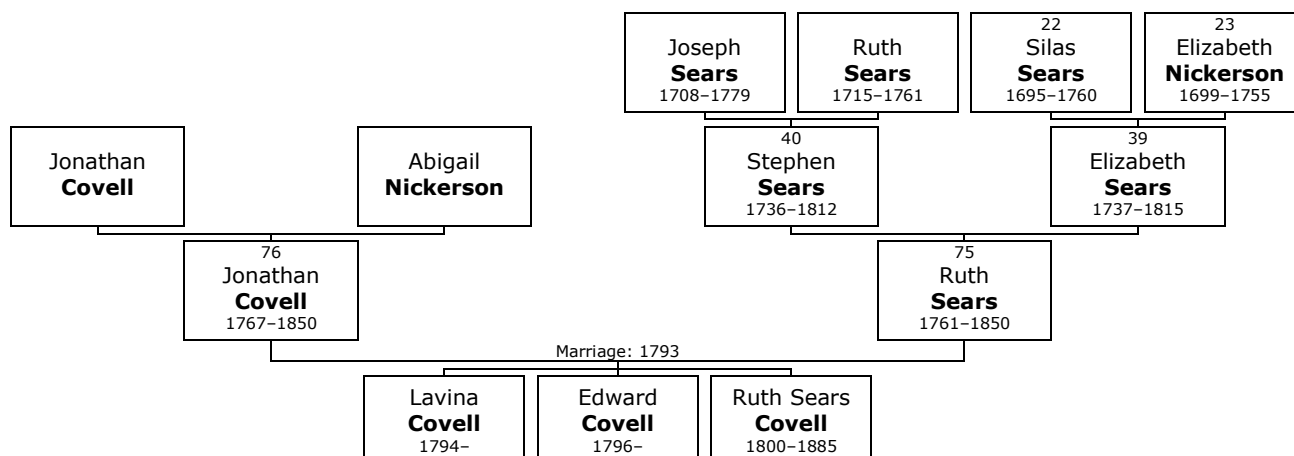 Joseph
Sears
1708–1779
Ruth
Sears
1715–1761
22
Silas
Sears
1695–1760
23
Elizabeth
Nickerson
1699–1755
Jonathan
Covell
Abigail
Nickerson
40
Stephen
Sears
1736–1812
39
Elizabeth
Sears
1737–1815
76
Jonathan
Covell
1767–1850
75
Ruth
Sears
1761–1850
Marriage: 1793
Lavina
Covell
1794–
Edward
Covell
1796–
Ruth Sears
Covell
1800–1885